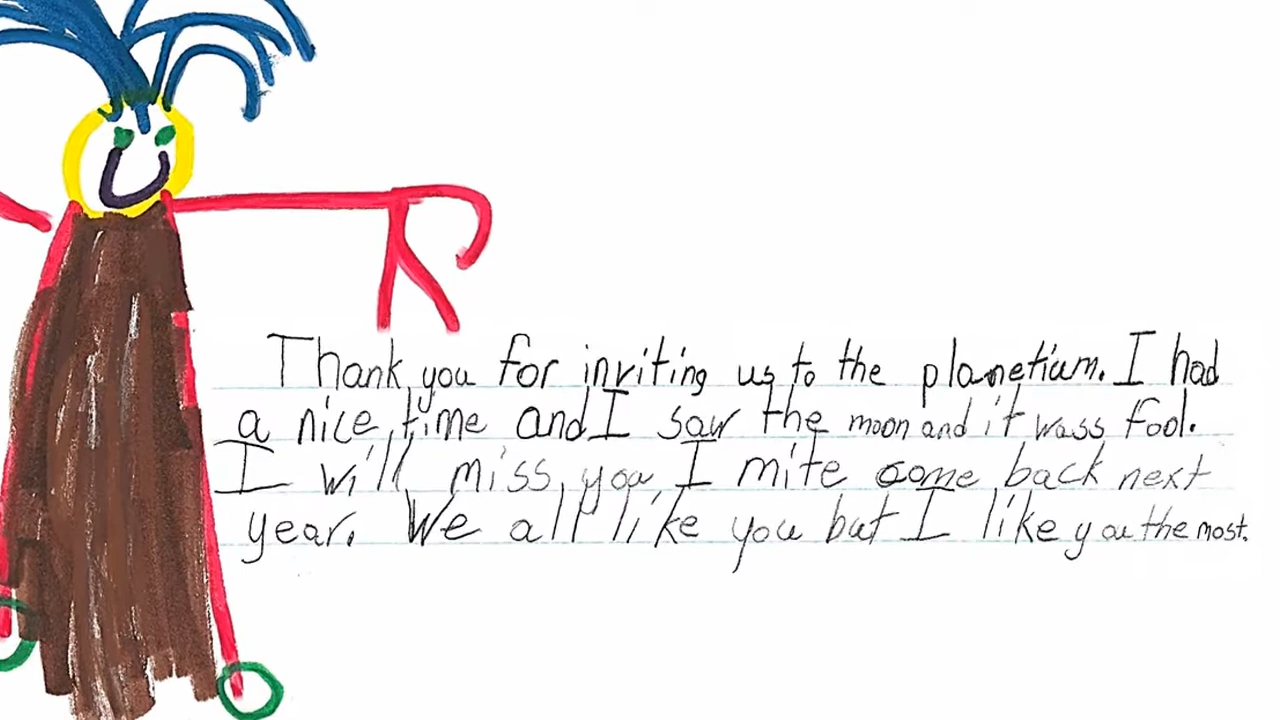 Thank you for inviting us to the planetium. I had
a nice time and I saw the moon and it wass fool.
I will miss you I mite come back next
year. We all like you but I like you the most.